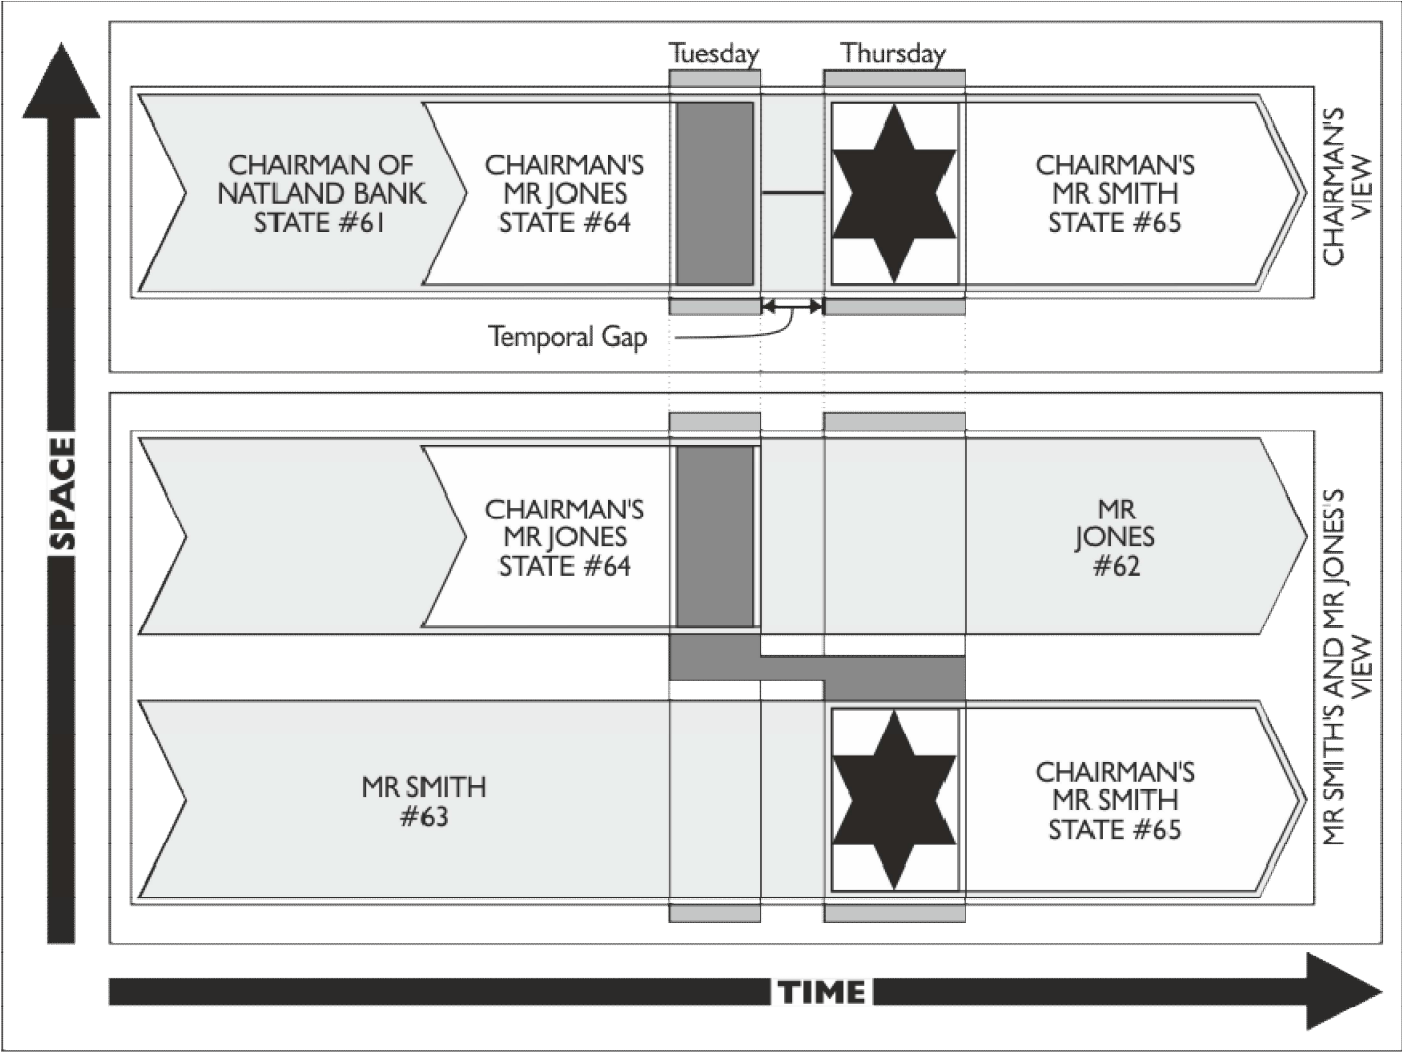 Tuesday
Thursday
CHAIRMAN OF
NATLAND BANK
STATE #61
CHAIRMAN'S
MR JONES
STATE #64
CHAIRMAN'S
MR SMITH
STATE #65
CHAIRMAN'S
VIEW
Temporal Gap
SPACE
CHAIRMAN'S
MR JONES
STATE #64
MR
JONES
#62
MR SMITH
#63
CHAIRMAN'S
MR SMITH
STATE #65
MR SMITH'S AND MR JONES'S
VIEW
TIME